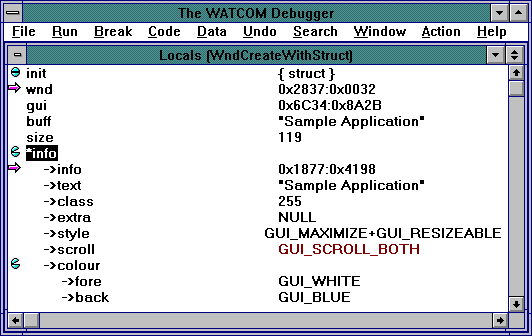 The WATCOM Debugger
File Run Break Code Data Undo Search Window Action Help
Locals (WndCreateWithStruct)
init { struct }
wnd 0x2837:0x0032
gui 0x6C34:0x8A2B
buff "Sample Application"
size 119
*info
->info 0x1877:0x4198
->text "Sample Application"
->class 255
->extra NULL
->style GUI_MAXIMIZE+GUI_RESIZEABLE
->scroll GUI_SCROLL_BOTH
->colour
->fore GUI_WHITE
->back GUI_BLUE